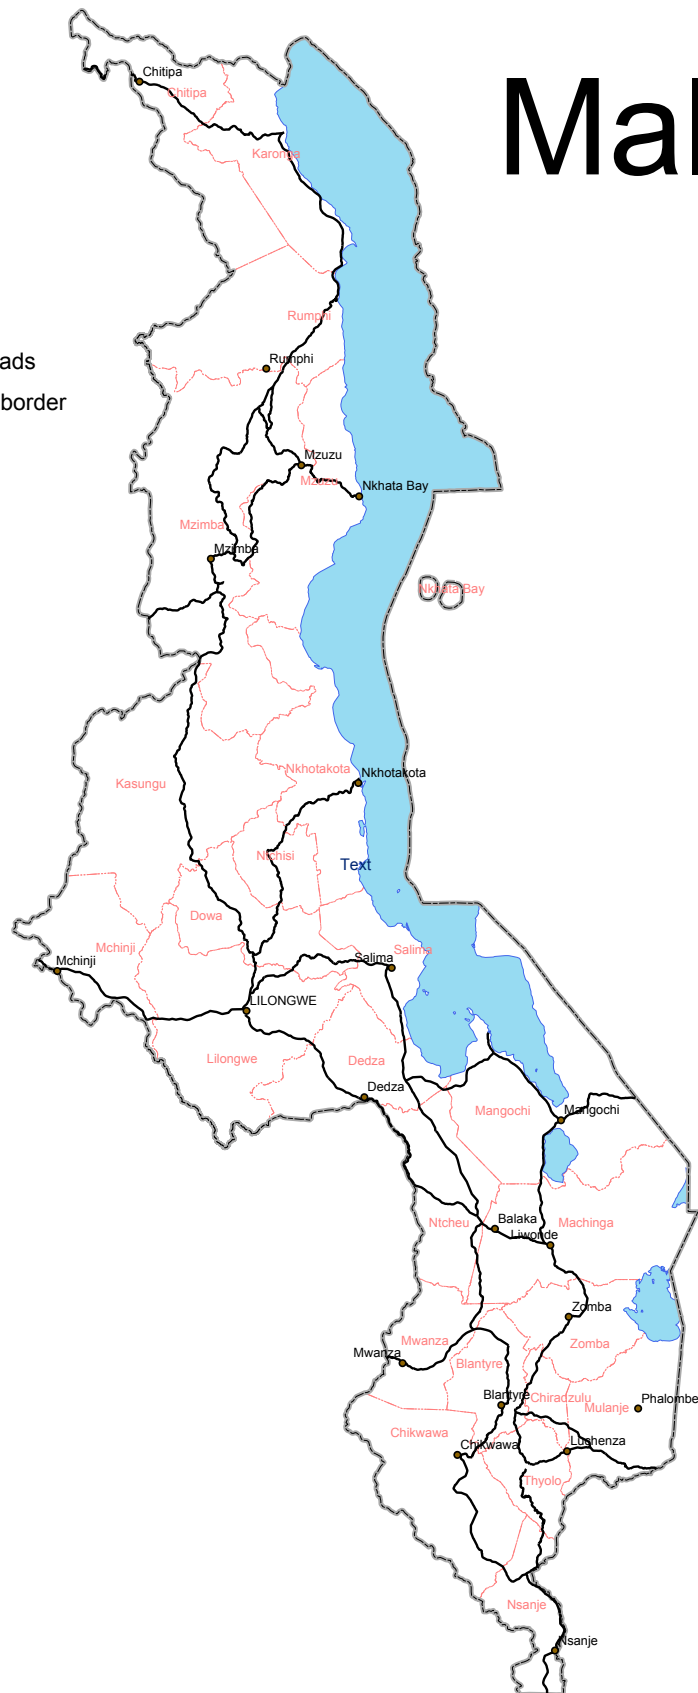 Mal
Chitipa
Chitipa
Karonga
Rumphi
ads
Rumphi
border
Mzuzu
Mzuzu
Nkhata Bay
Mzimba
Mzimba
Nkhata Bay
Nkhotakota
Nkhotakota
Kasungu
Ntchisi
Text
Dowa
Mchinji
Salima
Salima
Mchinji
LILONGWE
Lilongwe
Dedza
Dedza
Mangochi
Mangochi
Balaka
Ntcheu
Machinga
Liwonde
Zomba
Mwanza
Zomba
Mwanza
Blantyre
Blantyre
Chiradzulu
Mulanje
Phalombe
Chikwawa
Chikwawa
Luchenza
Thyolo
Nsanje
Nsanje